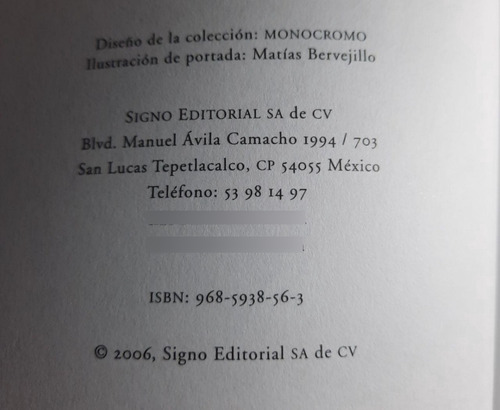 Diseño de la colección: MONOCROMO
Ilustración de portada: Matías Bervejillo
SIGNO EDITORIAL SA de CV
Blvd. Manuel Ávila Camacho 1994 / 703
San Lucas Tepetlacalco, CP 54055 México
Teléfono: 53 98 14 97
ISBN: 968-5938-56-3
© 2006, Signo Editorial SA de CV